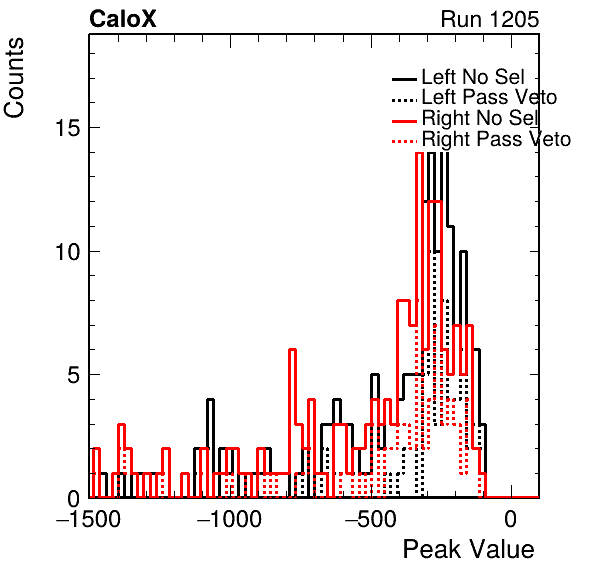 CaloX Run 1205
Counts
Left No Sel
Left Pass Veto
Right No Sel
Right Pass Veto
15
10
5
0
−1500 −1000 −500 0
Peak Value